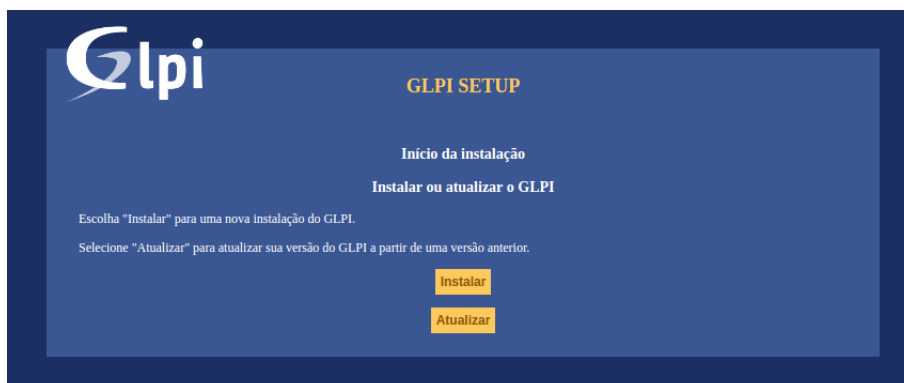 Glpi
GLPI SETUP
Início da instalação
Instalar ou atualizar o GLPI
Escolha "Instalar" para uma nova instalação do GLPI.
Selecione "Atualizar" para atualizar sua versão do GLPI a partir de uma versão anterior.
Instalar
Atualizar